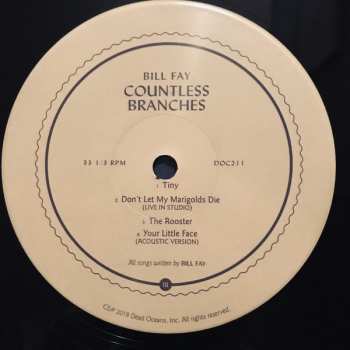 BILL FAY
COUNTLESS
BRANCHES
33 1/3 RPM DOC211
1. Tiny
2. Don't Let My Marigolds Die
(LIVE IN STUDIO)
3. The Rooster
4. Your Little Face
(ACOUSTIC VERSION)
All songs written by BILL FAY
III
©℗ 2019 Dead Oceans, Inc. All rights reserved.